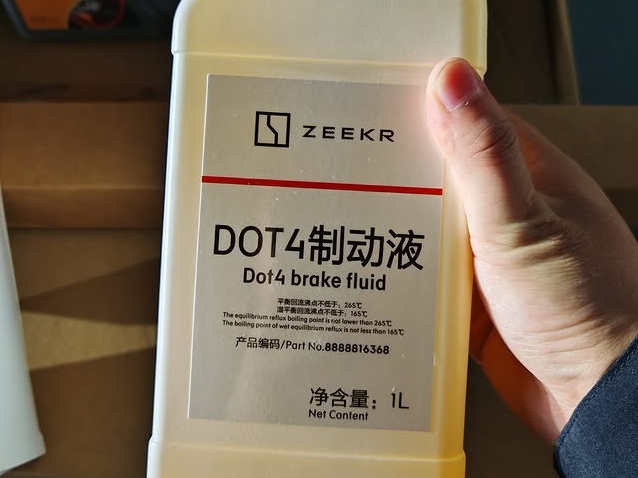 ZEEKR
DOT4制动液
Dot4 brake fluid
平衡回流沸点不低于：265℃
湿平衡回流沸点不低于：165℃
The equilibrium reflux boiling point is not lower than 265℃
The boiling point of wet equilibrium reflux is not less than 165℃
产品编码/Part No.8888816368
净含量：1L
Net Content